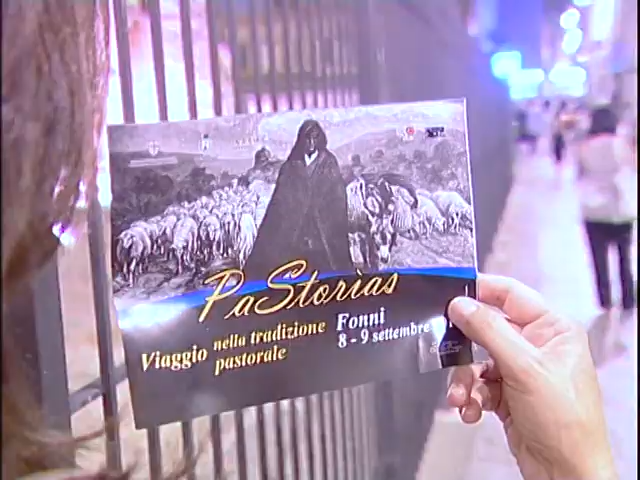 PaStorias
Viaggio nella tradizione pastorale
Fonni
8 - 9 settembre